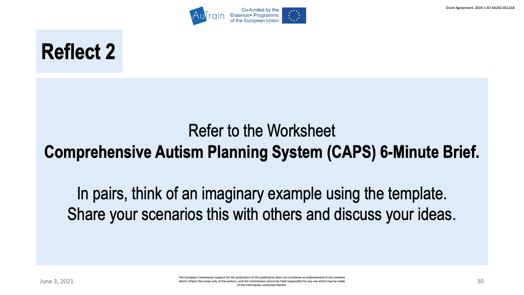 AuTrain
Co-funded by the
Erasmus+ Programme
of the European Union
Grant Agreement: 2019-1-KY-KA202-051218
Reflect 2
Refer to the Worksheet
Comprehensive Autism Planning System (CAPS) 6-Minute Brief.
In pairs, think of an imaginary example using the template.
Share your scenarios this with others and discuss your ideas.
June 3, 2021
The European Commission support for the production of this publication does not constitute an endorsement of the contents
which reflects the views only of the authors, and the Commission cannot be held responsible for any use which may be made
of the information contained therein.
30